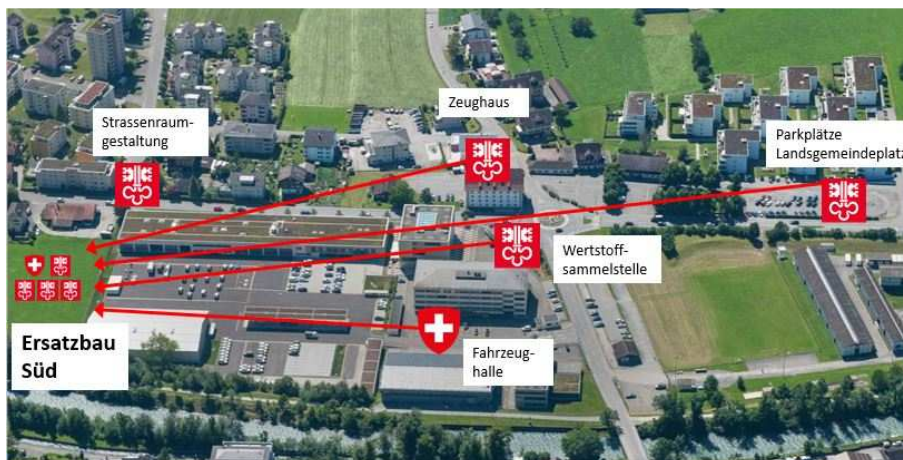 Zeughaus
Strassenraum-
gestaltung
Parkplätze
Landsgemeindeplatz
Wertstoff-
sammelstelle
Ersatzbau
Süd
Fahrzeug-
halle